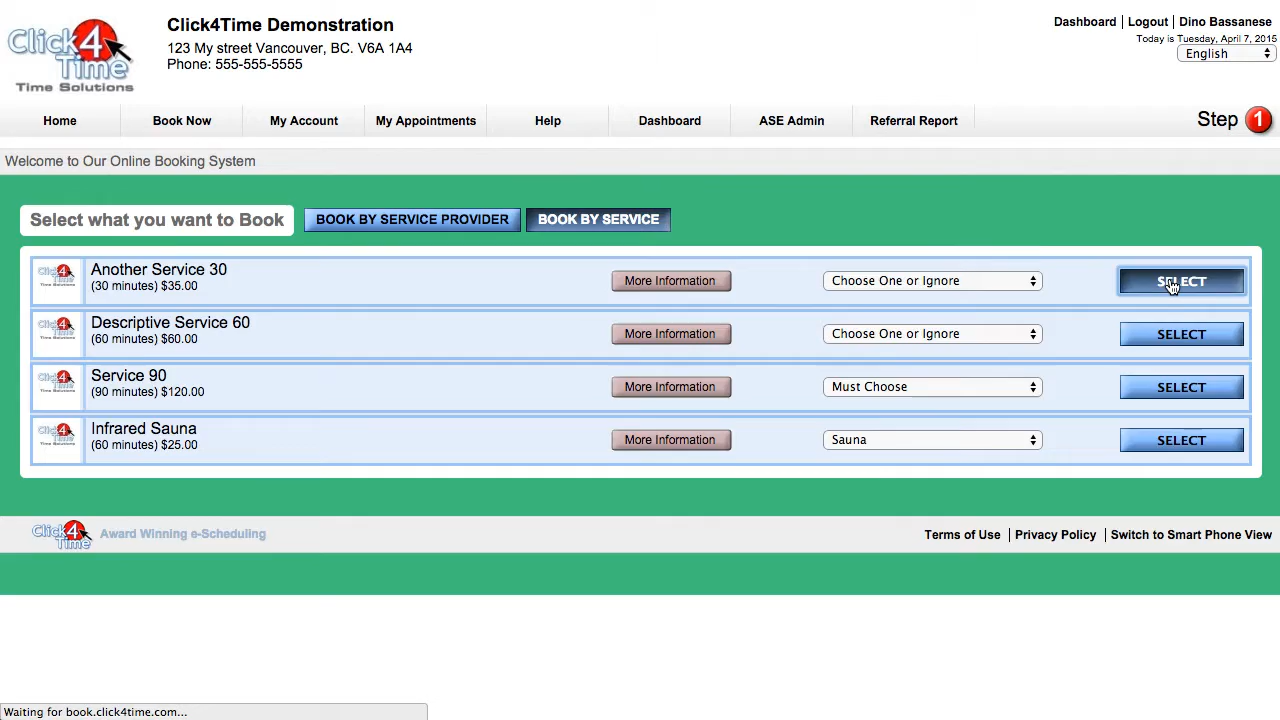 Click4Time
Time Solutions
Click4Time Demonstration
123 My street Vancouver, BC. V6A 1A4
Phone: 555-555-5555
Dashboard | Logout | Dino Bassanese
Today is Tuesday, April 7, 2015
English
Home
Book Now
My Account
My Appointments
Help
Dashboard
ASE Admin
Referral Report
Step 1
Welcome to Our Online Booking System
Select what you want to Book
BOOK BY SERVICE PROVIDER
BOOK BY SERVICE
Click4Time
Another Service 30
(30 minutes) $35.00
More Information
Choose One or Ignore
SELECT
Click4Time
Descriptive Service 60
(60 minutes) $60.00
More Information
Choose One or Ignore
SELECT
Click4Time
Service 90
(90 minutes) $120.00
More Information
Must Choose
SELECT
Click4Time
Infrared Sauna
(60 minutes) $25.00
More Information
Sauna
SELECT
Click4Time
Award Winning e-Scheduling
Terms of Use | Privacy Policy | Switch to Smart Phone View
Waiting for book.click4time.com...